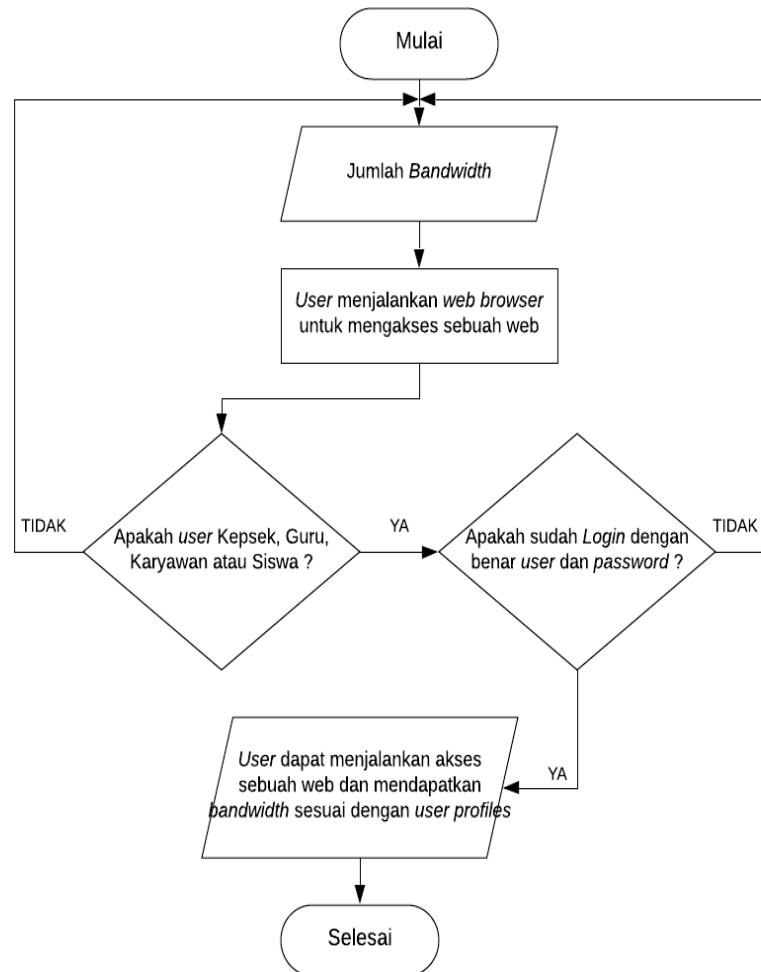 Mulai
Jumlah Bandwidth
User menjalankan web browser
untuk mengakses sebuah web
TIDAK
Apakah user Kepsek, Guru,
Karyawan atau Siswa ?
YA
Apakah sudah Login dengan
benar user dan password ?
TIDAK
User dapat menjalankan akses
sebuah web dan mendapatkan
bandwidth sesuai dengan user profiles
YA
Selesai